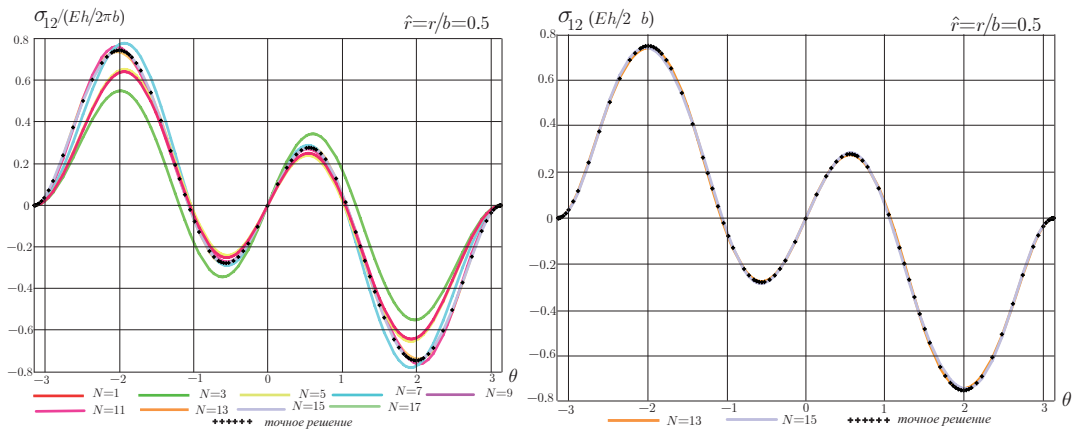 σ12/(Eh/2πb)
r̂=r/b=0.5
0.8
0.6
0.4
0.2
0
−0.2
−0.4
−0.6
−0.8
−3 −2 −1 0 1 2 3 θ
N=1 N=3 N=5 N=7 N=9
N=11 N=13 N=15 N=17
точное решение
σ12 (Eh/2 b)
r̂=r/b=0.5
0.8
0.6
0.4
0.2
0
−0.2
−0.4
−0.6
−0.8
−3 −2 −1 0 1 2 3 θ
N=13 N=15 точное решение